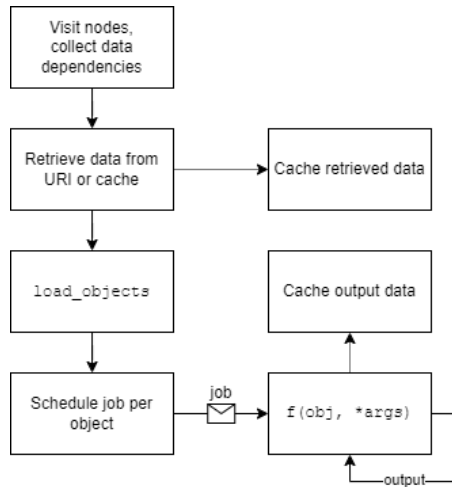 Visit nodes,
collect data
dependencies
Retrieve data from
URI or cache
Cache retrieved data
load_objects
Cache output data
Schedule job per
object
job
f(obj, *args)
output